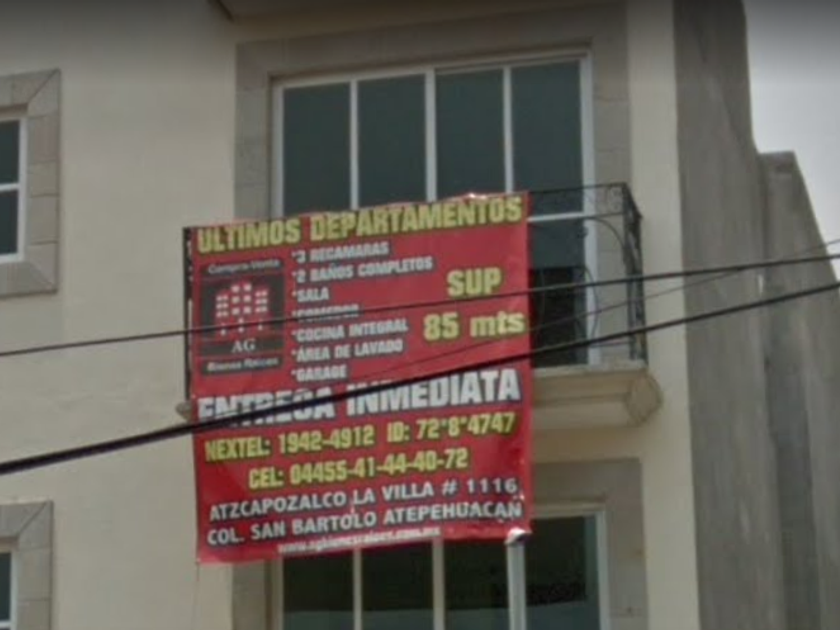 ULTIMOS DEPARTAMENTOS
Compra-Venta
AG
Bienes Raices
*3 RECAMARAS
*2 BAÑOS COMPLETOS
*SALA
*COMEDOR
*COCINA INTEGRAL
*ÁREA DE LAVADO
*GARAGE
SUP
85 mts
ENTREGA INMEDIATA
NEXTEL: 1942-4912 ID: 72*8*4747
CEL: 04455-41-44-40-72
ATZCAPOZALCO LA VILLA # 1116
COL. SAN BARTOLO ATEPEHUACAN